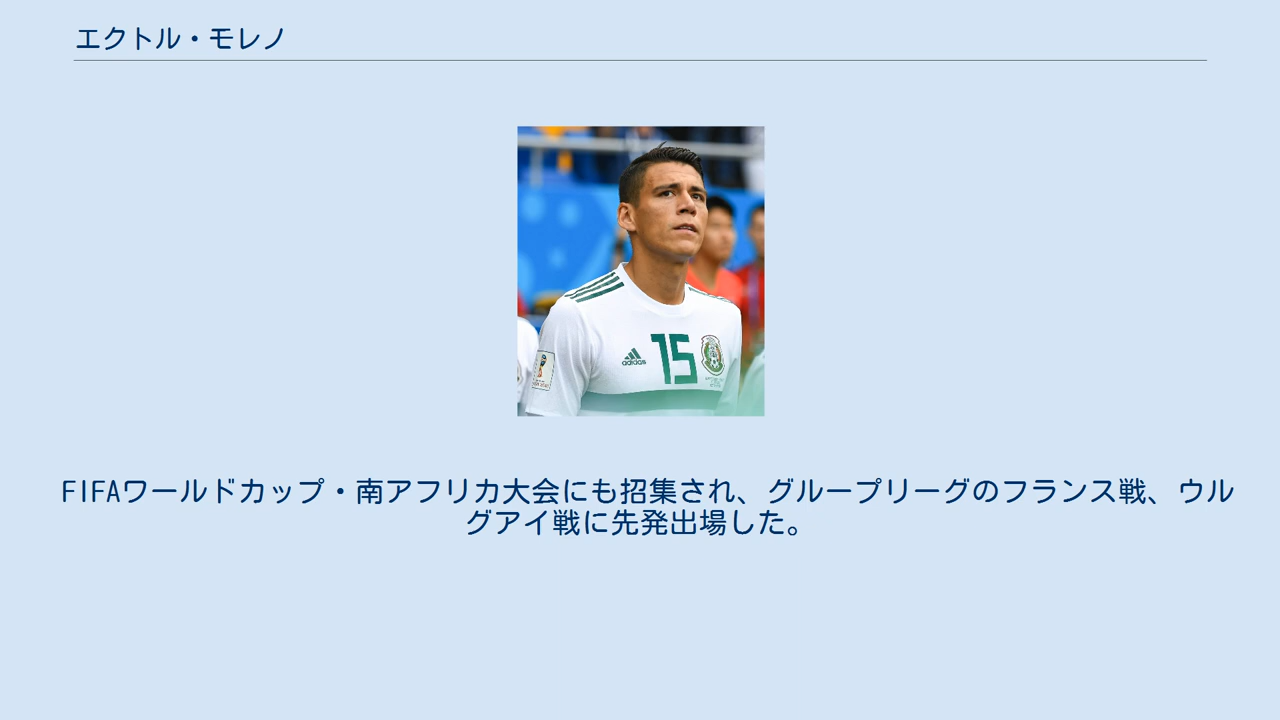 エクトル・モレノ
adidas
15
FIFAワールドカップ・南アフリカ大会にも招集され、グループリーグのフランス戦、ウル
グアイ戦に先発出場した。